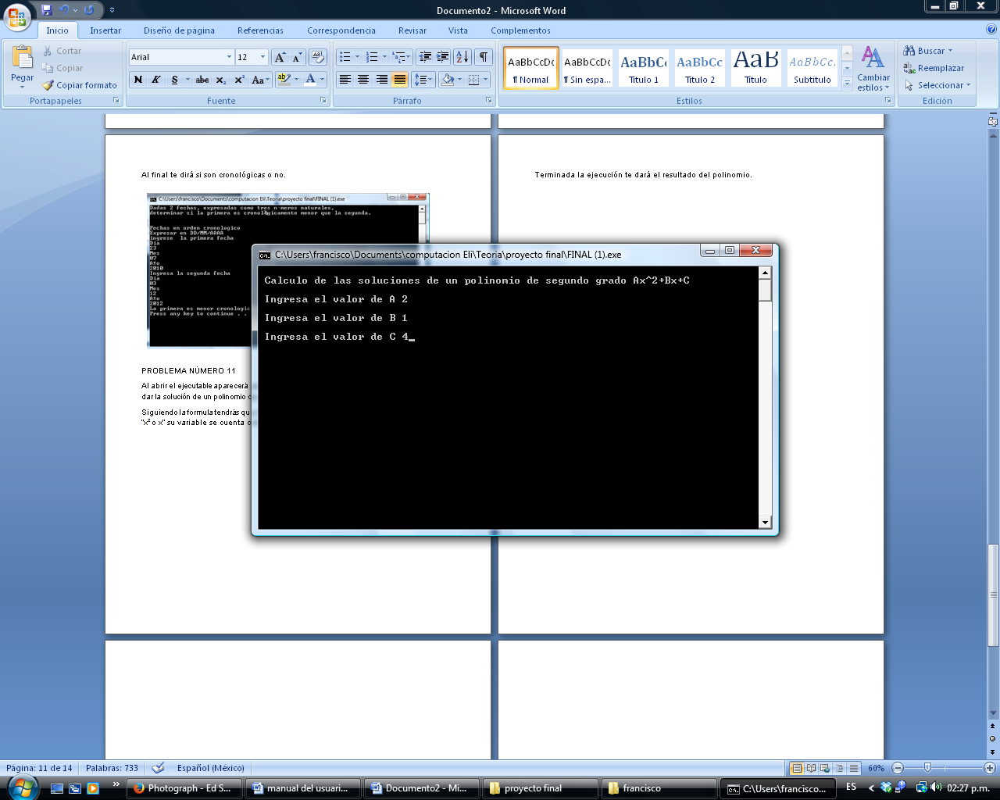 Documento2 - Microsoft Word
Inicio Insertar Diseño de página Referencias Correspondencia Revisar Vista Complementos
Pegar
Cortar
Copiar
Copiar formato
Portapapeles
Arial 12
N K S abc x₂ x² Aa
Fuente
Párrafo
AaBbCcDc AaBbCcDc AaBbC AaBbCc AaB AaBbCc.
¶ Normal ¶ Sin espa... Título 1 Título 2 Título Subtítulo
Cambiar estilos
Estilos
Buscar
Reemplazar
Seleccionar
Edición
Al final te dirá si son cronológicas o no.
C:\Users\francisco\Documents\computacion Eli\Teoria\proyecto final\FINAL (1).exe
Dadas 2 fechas, expresadas como tres n meros naturales,
determinar si la primera es cronol gicamente menor que la segunda.
Fechas en orden cronologico
Expresar en DD/MM/AAAA
ingrese la primera fecha
Dia
23
Mes
07
Año
2010
Ingresa la segunda fecha
Dia
03
Mes
12
Año
2012
La primera es menor cronologic
Press any key to continue . .
PROBLEMA NÚMERO 11
Al abrir el ejecutable aparecerá
dar la solución de un polinomio
Siguiendo la formula tendrás qu
"x² o x" su variable se cuenta c
Terminada la ejecución te dará el resultado del polinomio.
C:\Users\francisco\Documents\computacion Eli\Teoria\proyecto final\FINAL (1).exe
Calculo de las soluciones de un polinomio de segundo grado Ax^2+Bx+C
Ingresa el valor de A 2
Ingresa el valor de B 1
Ingresa el valor de C 4_
Página: 11 de 14 Palabras: 733 Español (México) 60%
Photograph - Ed S... manual del usuari... Documento2 - Mi... proyecto final francisco C:\Users\francisco... ES 02:27 p.m.